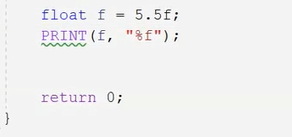 float f = 5.5f;
PRINT(f, "%f");
return 0;
}